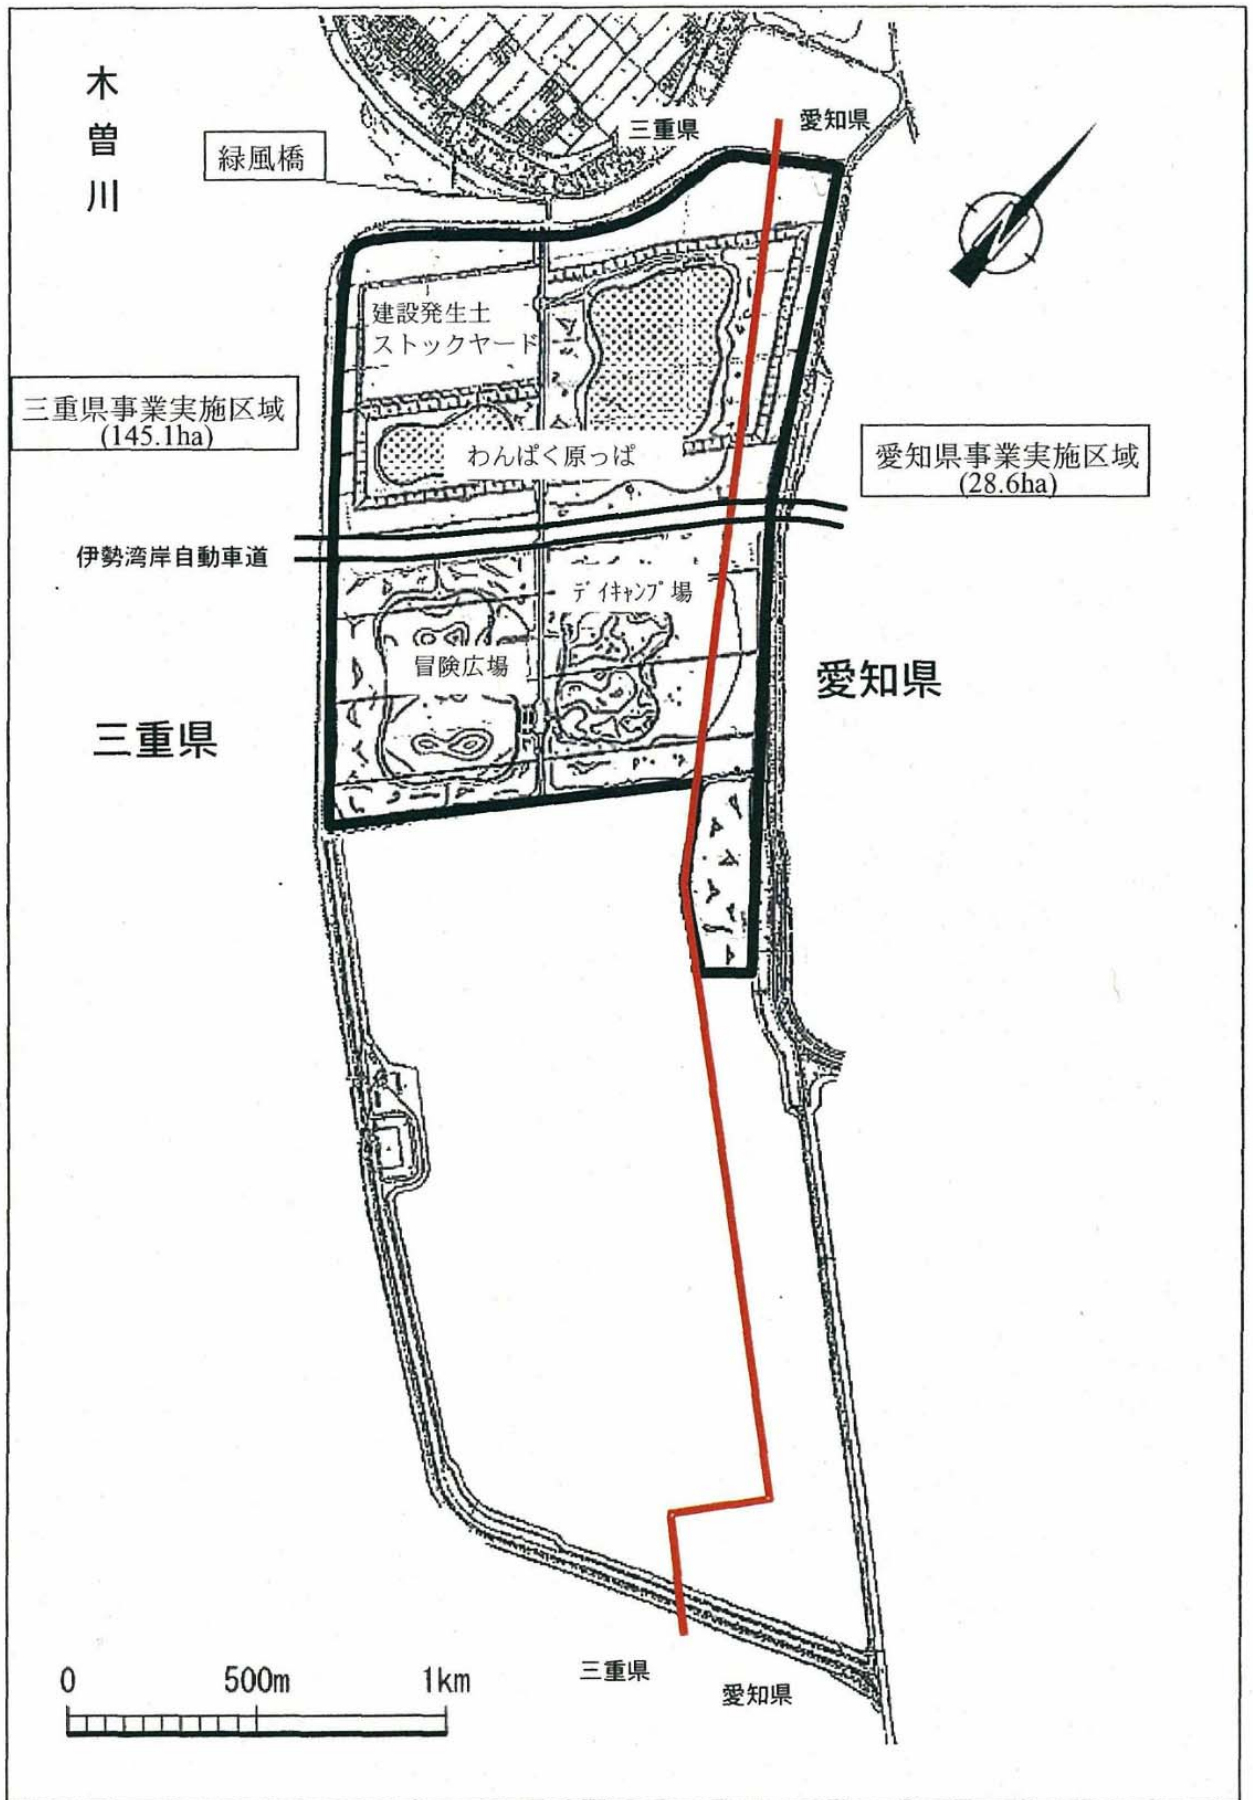 木曽川
緑風橋
三重県
愛知県
建設発生土
ストックヤード
三重県事業実施区域
(145.1ha)
わんぱく原っぱ
愛知県事業実施区域
(28.6ha)
伊勢湾岸自動車道
デイキャンプ場
冒険広場
愛知県
三重県
三重県
愛知県
0 500m 1km